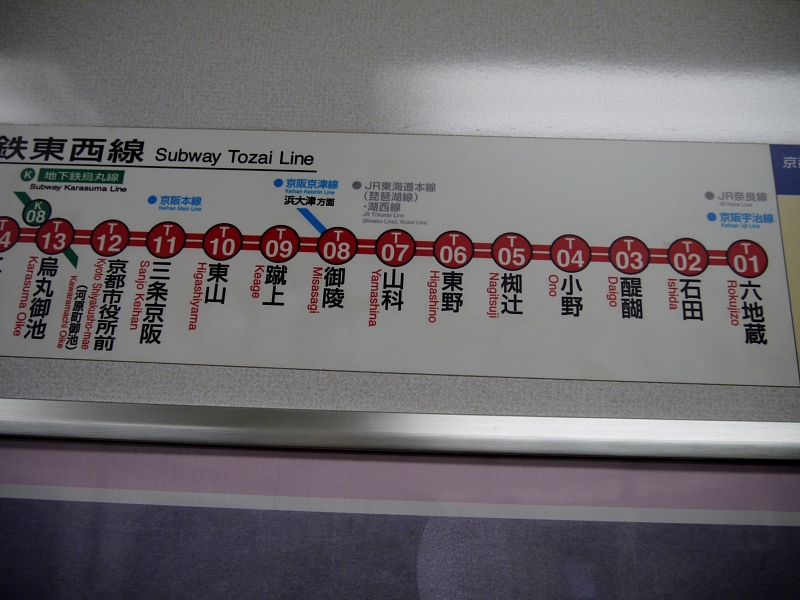 鉄東西線 Subway Tozai Line
K 地下鉄烏丸線
Subway Karasuma Line
K
08
京阪本線
Keihan Main Line
京阪京津線
Keihan Keishin Line
浜大津方面
JR東海道本線
(琵琶湖線)
・湖西線
JR Tokaido Line
(Biwako Line), Kosei Line
JR奈良線
JR Nara Line
京阪宇治線
Keihan Uji Line
T
13
烏丸御池
Karasuma Oike
T
12
京都市役所前
(河原町御池)
Kyoto Shiyakusho-mae
Kawaramachi Oike
T
11
三条京阪
Sanjo Keihan
T
10
東山
Higashiyama
T
09
蹴上
Keage
T
08
御陵
Misasagi
T
07
山科
Yamashina
T
06
東野
Higashino
T
05
椥辻
Nagitsuji
T
04
小野
Ono
T
03
醍醐
Daigo
T
02
石田
Ishida
T
01
六地蔵
Rokujizo